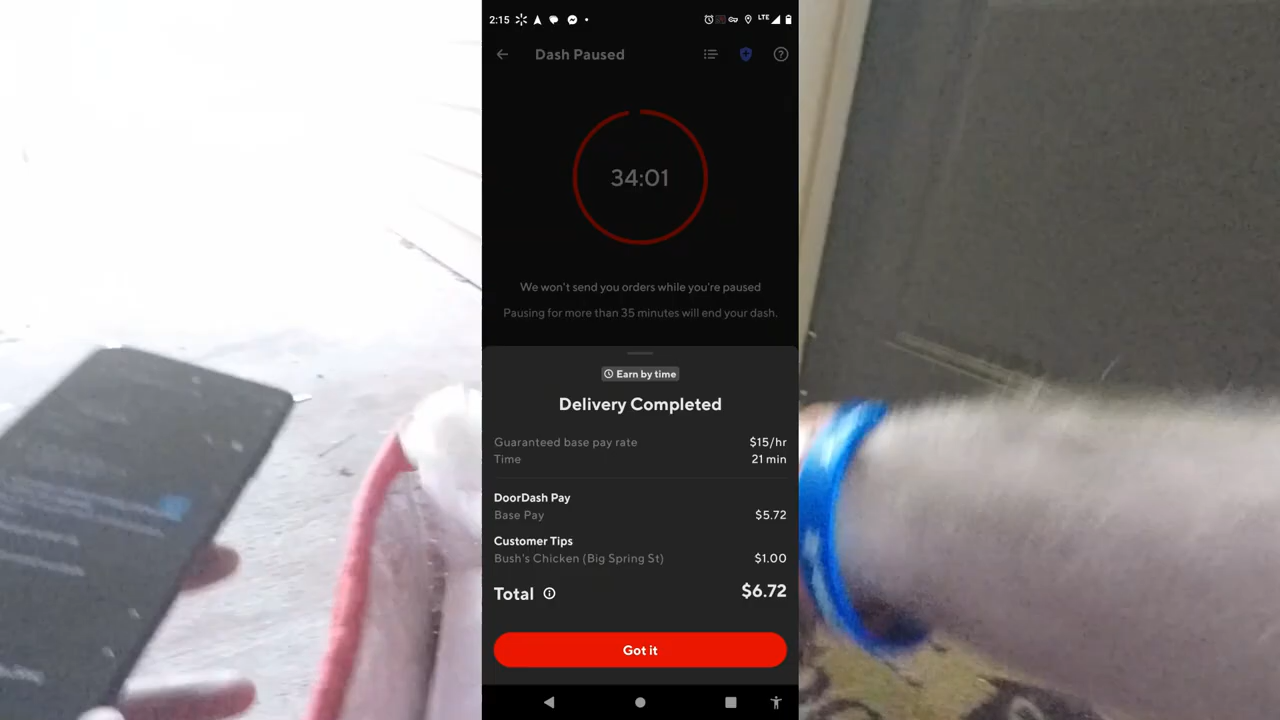 2:15
LTE
Dash Paused
34:01
We won't send you orders while you're paused
Pausing for more than 35 minutes will end your dash.
Earn by time
Delivery Completed
Guaranteed base pay rate $15/hr
Time 21 min
DoorDash Pay
Base Pay $5.72
Customer Tips
Bush's Chicken (Big Spring St) $1.00
Total $6.72
Got it